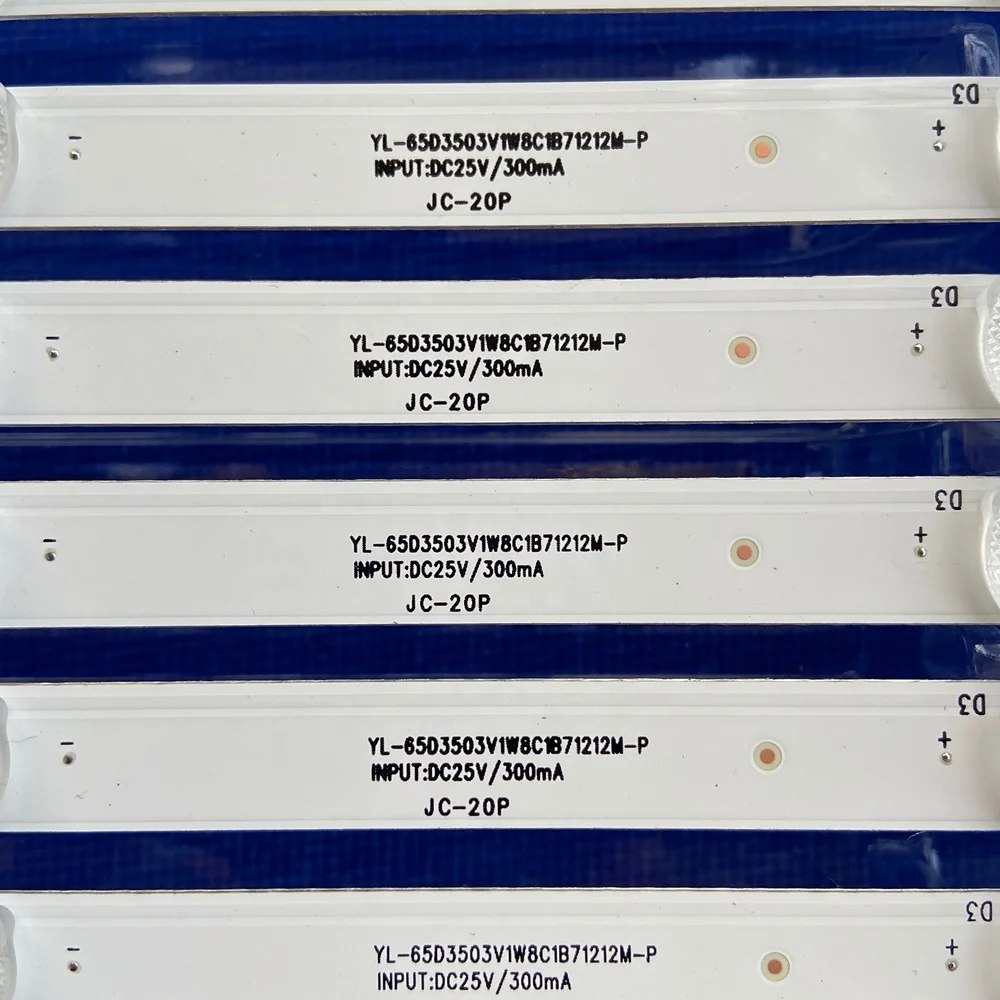 D3
- +
YL-65D3503V1W8C1B71212M-P
INPUT:DC25V/300mA
JC-20P
D3
- +
YL-65D3503V1W8C1B71212M-P
INPUT:DC25V/300mA
JC-20P
D3
- +
YL-65D3503V1W8C1B71212M-P
INPUT:DC25V/300mA
JC-20P
D3
- +
YL-65D3503V1W8C1B71212M-P
INPUT:DC25V/300mA
JC-20P
D3
- +
YL-65D3503V1W8C1B71212M-P
INPUT:DC25V/300mA